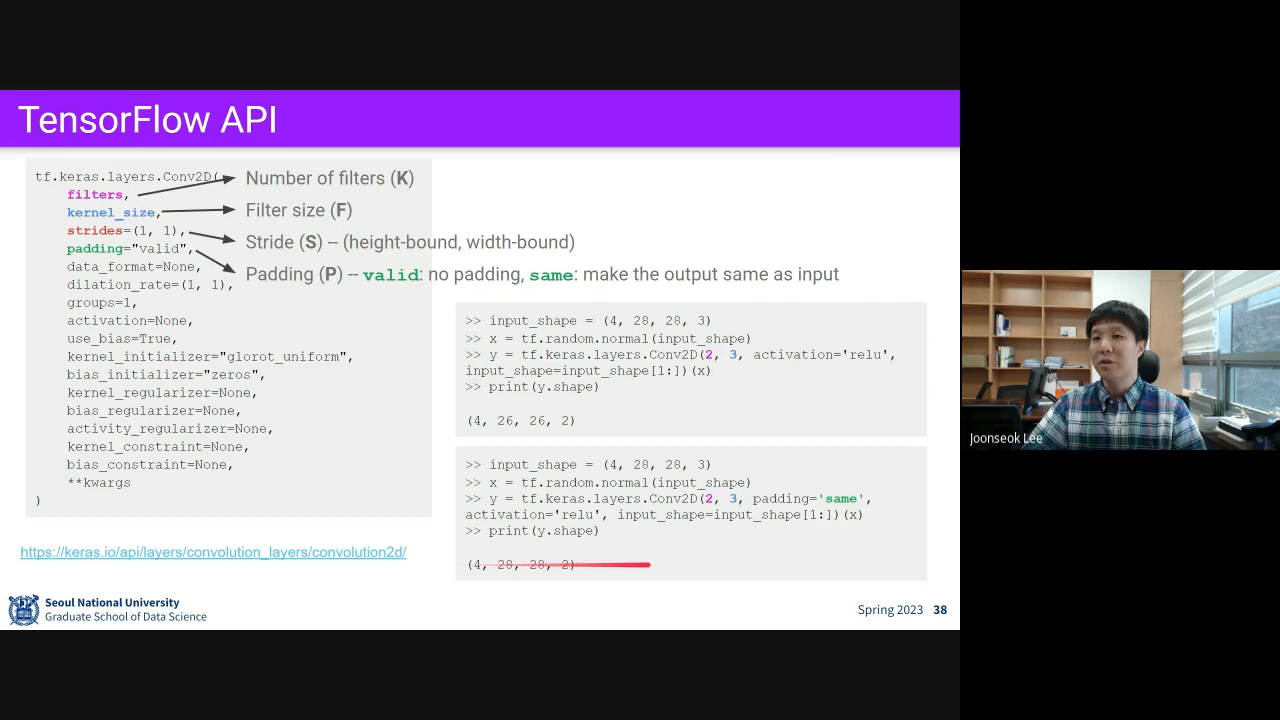 TensorFlow API
tf.keras.layers.Conv2D(
filters,
kernel_size,
strides=(1, 1),
padding="valid",
data_format=None,
dilation_rate=(1, 1),
groups=1,
activation=None,
use_bias=True,
kernel_initializer="glorot_uniform",
bias_initializer="zeros",
kernel_regularizer=None,
bias_regularizer=None,
activity_regularizer=None,
kernel_constraint=None,
bias_constraint=None,
**kwargs
)
Number of filters (K)
Filter size (F)
Stride (S) -- (height-bound, width-bound)
Padding (P) -- valid: no padding, same: make the output same as input
>> input_shape = (4, 28, 28, 3)
>> x = tf.random.normal(input_shape)
>> y = tf.keras.layers.Conv2D(2, 3, activation='relu',
input_shape=input_shape[1:])(x)
>> print(y.shape)
(4, 26, 26, 2)
>> input_shape = (4, 28, 28, 3)
>> x = tf.random.normal(input_shape)
>> y = tf.keras.layers.Conv2D(2, 3, padding='same',
activation='relu', input_shape=input_shape[1:])(x)
>> print(y.shape)
(4, 28, 28, 2)
https://keras.io/api/layers/convolution_layers/convolution2d/
Seoul National University
Graduate School of Data Science
Spring 2023 38
Joonseok Lee